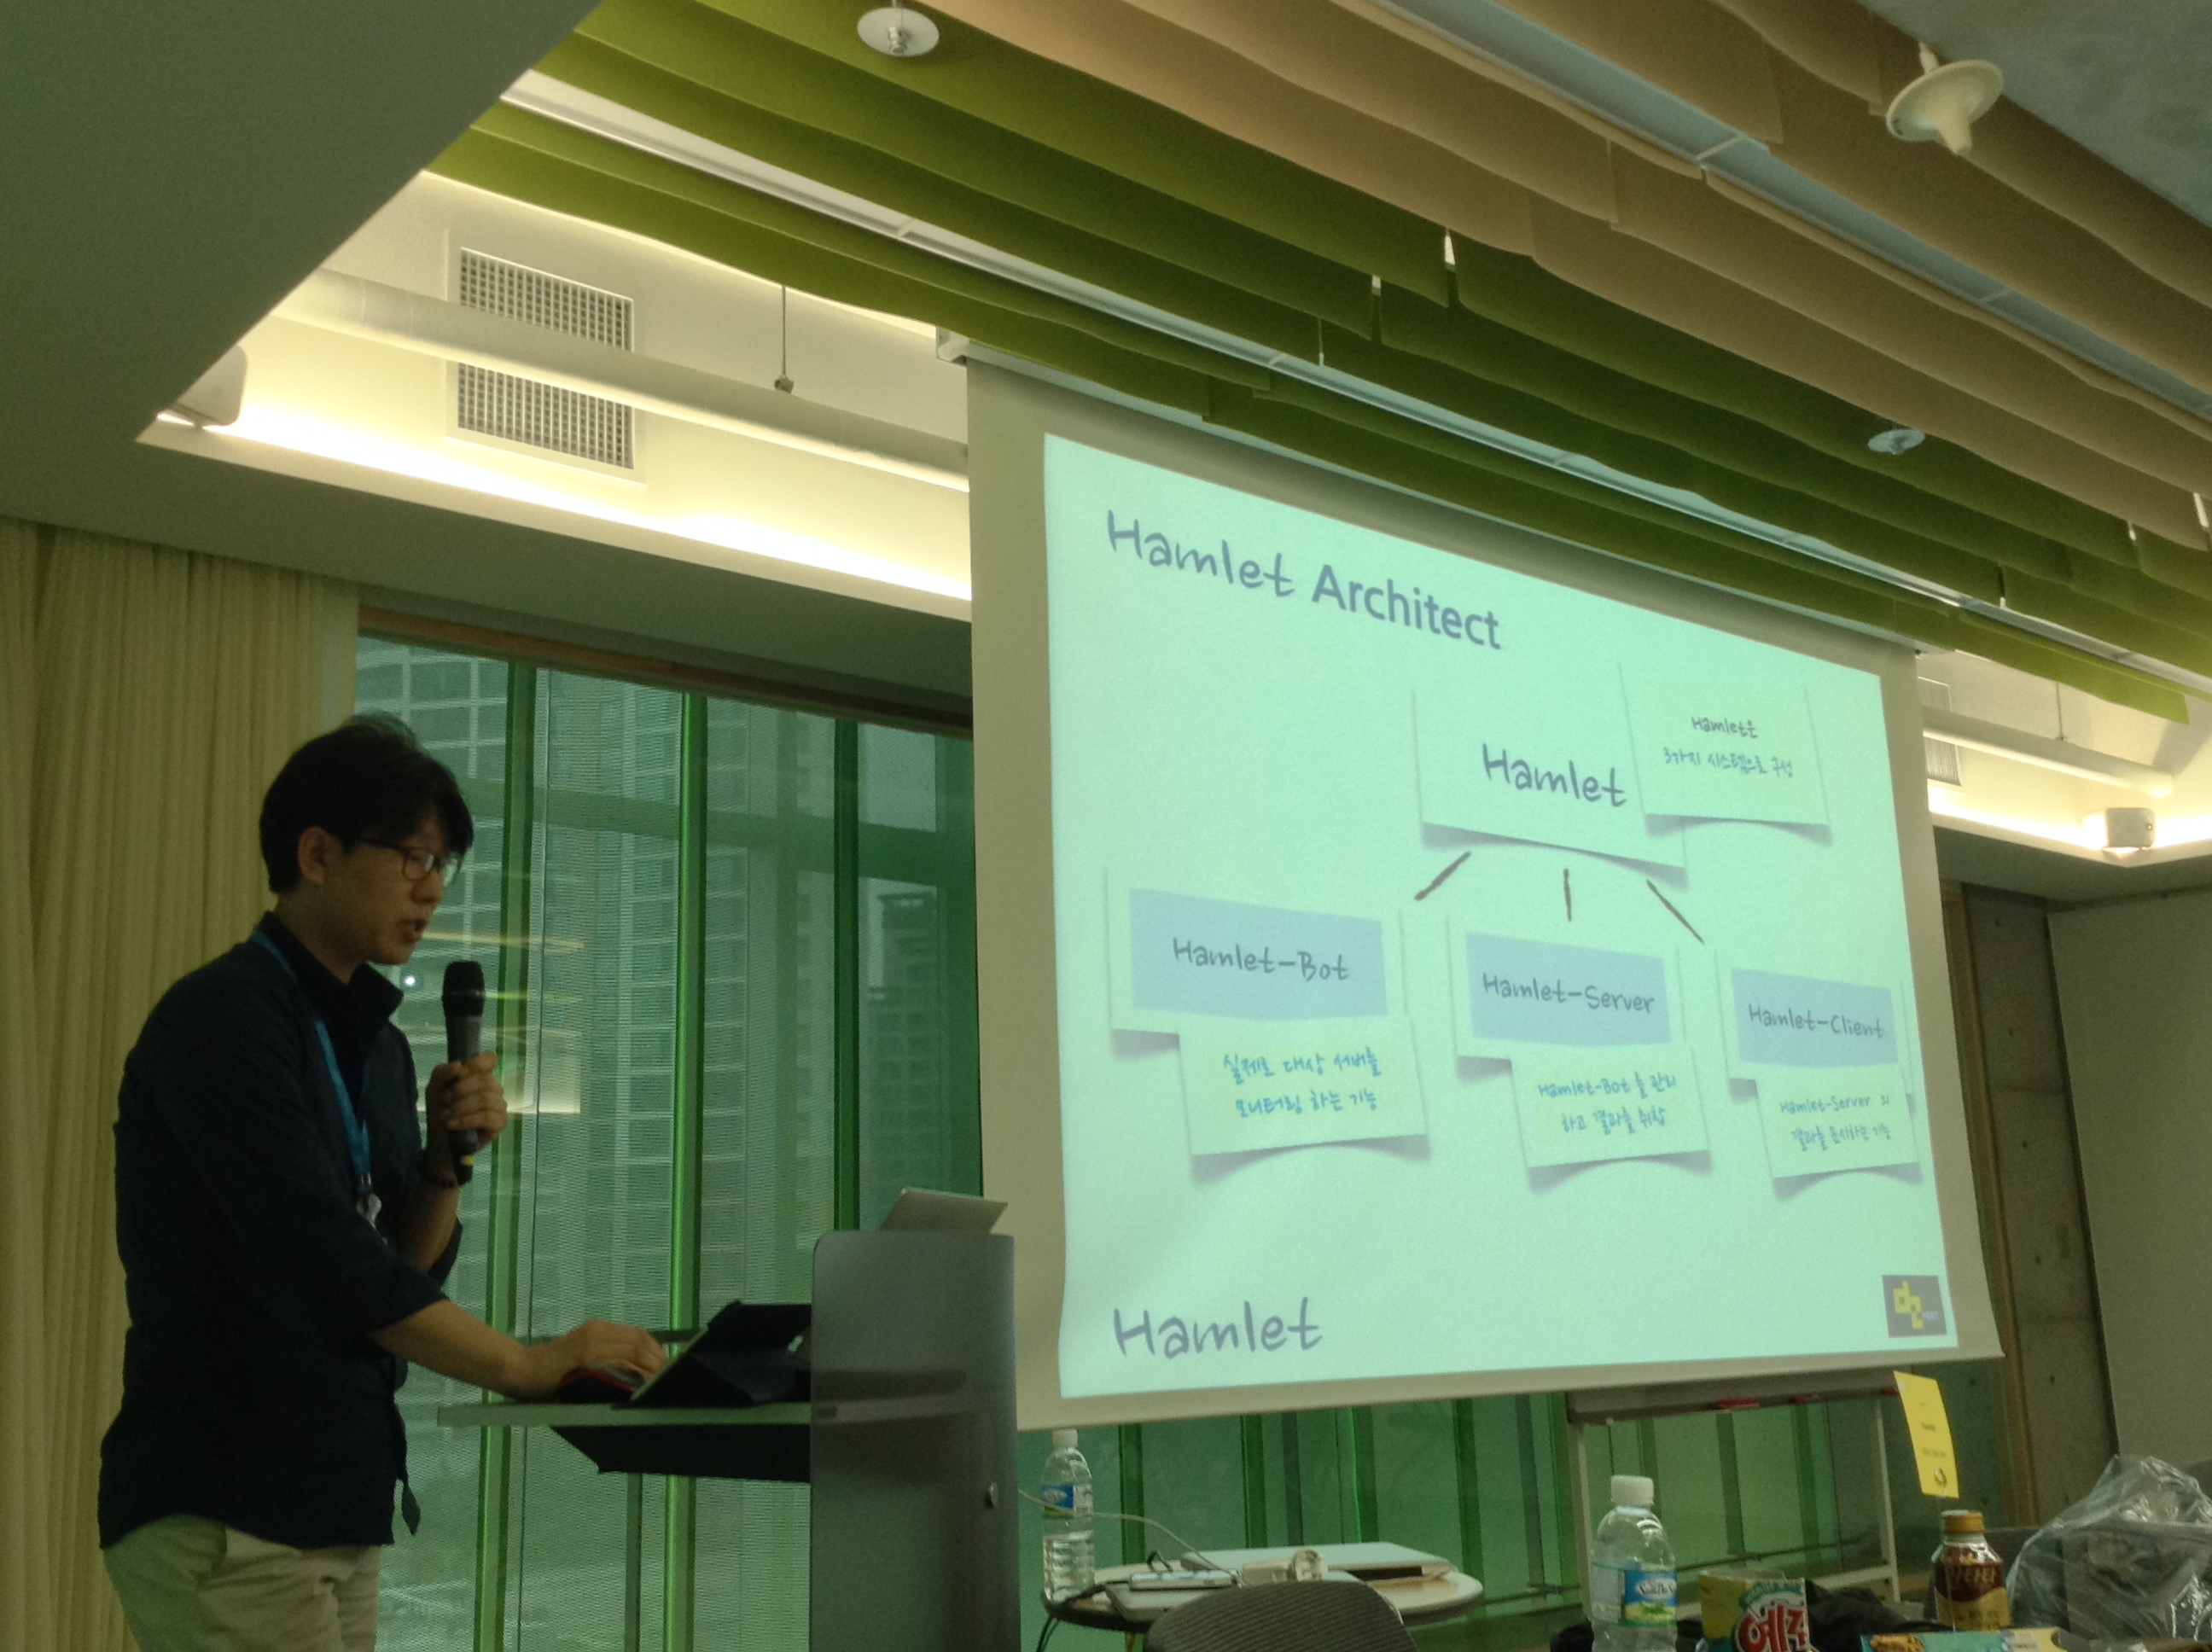 Hamlet Architect
Hamlet
Hamlet은
3가지 시스템으로 구성
Hamlet-Bot
실제로 대상 서버를
모니터링 하는 기능
Hamlet-Server
Hamlet-Bot 을 관리
하고 결과를 취합
Hamlet-Client
Hamlet-Server 의
결과를 표시하는 기능
Hamlet